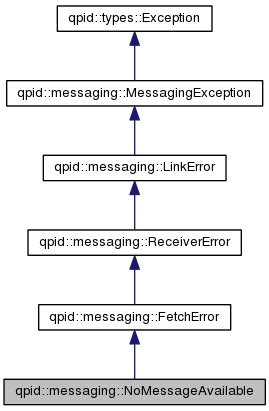 qpid::types::Exception
qpid::messaging::MessagingException
qpid::messaging::LinkError
qpid::messaging::ReceiverError
qpid::messaging::FetchError
qpid::messaging::NoMessageAvailable